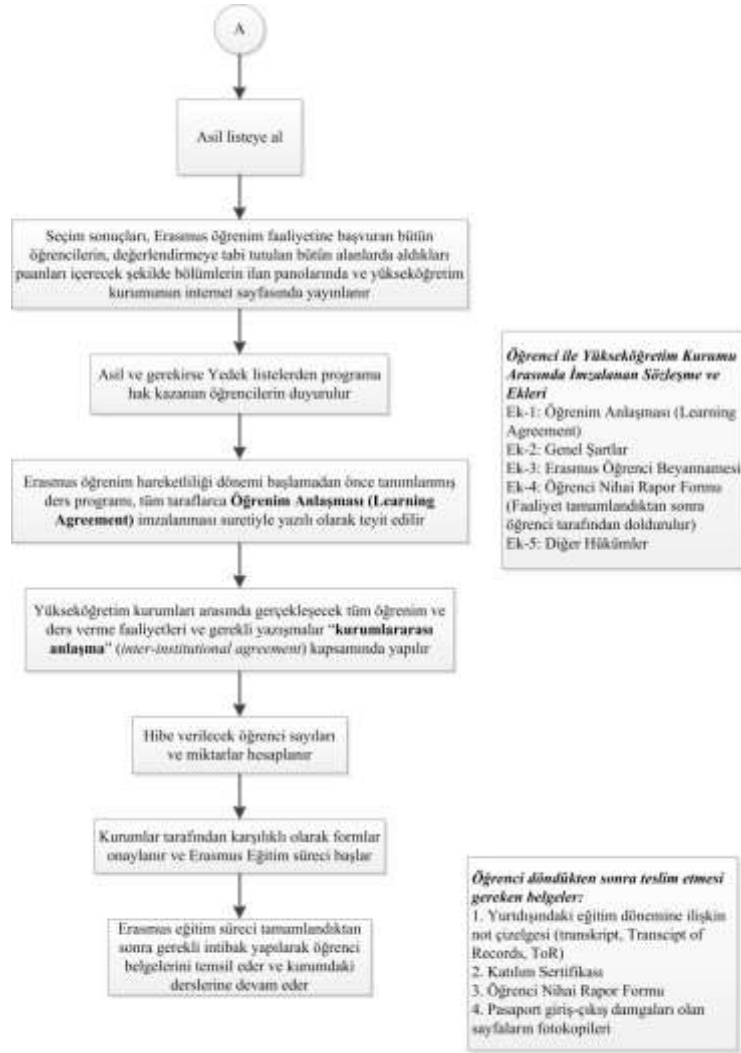 A
Asil listeye al
Seçim sonuçları, Erasmus öğrenim faaliyetine başvuran bütün
öğrencilerin, değerlendirmeye tabi tutulan bütün alanlarda aldıkları
puanları içerecek şekilde bölümlerin ilan panolarında ve yükseköğretim
kurumunun internet sayfasında yayınlanır
Asil ve gerekirse Yedek listelerden programa
hak kazanan öğrencilerin duyurulur
Erasmus öğrenim hareketliliği dönemi başlamadan önce tanımlanmış
ders programı, tüm taraflarca Öğrenim Anlaşması (Learning
Agreement) imzalanması suretiyle yazılı olarak teyit edilir
Yükseköğretim kurumları arasında gerçekleşecek tüm öğrenim ve
ders verme faaliyetleri ve gerekli yazışmalar “kurumlararası
anlaşma” (inter-institutional agreement) kapsamında yapılır
Hibe verilecek öğrenci sayıları
ve miktarlar hesaplanır
Kurumlar tarafından karşılıklı olarak formlar
onaylanır ve Erasmus Eğitim süreci başlar
Erasmus eğitim süreci tamamlandıktan
sonra gerekli intibak yapılarak öğrenci
belgelerini temsil eder ve kurumdaki
derslerine devam eder
Öğrenci ile Yükseköğretim Kurumu
Arasında İmzalanan Sözleşme ve
Ekleri
Ek-1: Öğrenim Anlaşması (Learning
Agreement)
Ek-2: Genel Şartlar
Ek-3: Erasmus Öğrenci Beyannamesi
Ek-4: Öğrenci Nihai Rapor Formu
(Faaliyet tamamlandıktan sonra
öğrenci tarafından doldurulur)
Ek-5: Diğer Hükümler
Öğrenci döndükten sonra teslim etmesi
gereken belgeler:
1. Yurtdışındaki eğitim dönemine ilişkin
not çizelgesi (transkript, Transcipt of
Records, ToR)
2. Katılım Sertifikası
3. Öğrenci Nihai Rapor Formu
4. Pasaport giriş-çıkış damgaları olan
sayfaların fotokopileri